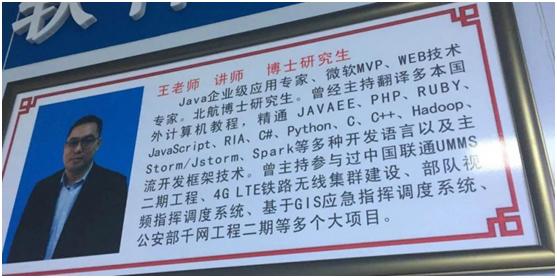 软件
王老师 讲师 博士研究生
Java企业级应用专家、微软MVP、WEB技术
专家。北航博士研究生。曾经主持翻译多本国
外计算机教程，精通 JAVAEE、PHP、RUBY、
JavaScript、RIA、C#、Python、C、C++、Hadoop、
Storm/Jstorm、Spark等多种开发语言以及主
流开发框架技术。曾主持参与过中国联通UMMS
二期工程、4G LTE铁路无线集群建设、部队视
频指挥调度系统、基于GIS应急指挥调度系统、
公安部千网工程二期等多个大项目。